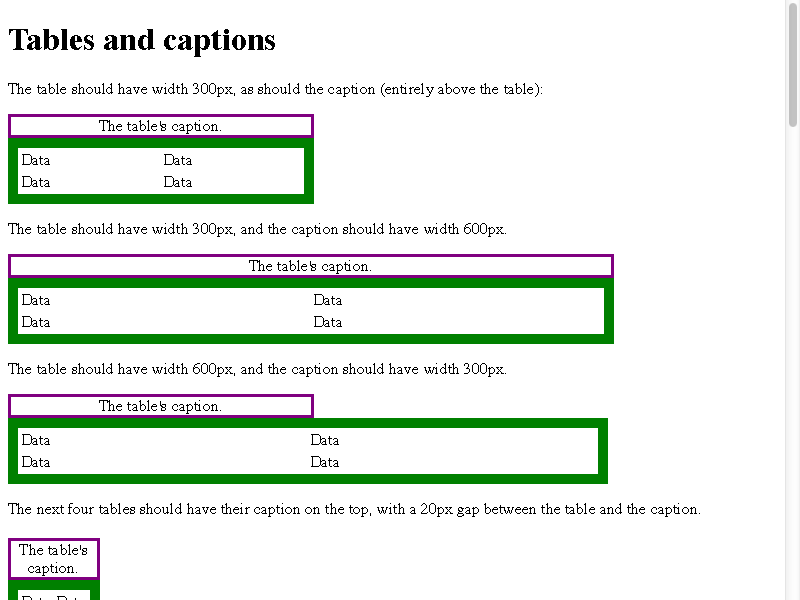 Tables and captions
The table should have width 300px, as should the caption (entirely above the table):
The table's caption.
Data Data
Data Data
The table should have width 300px, and the caption should have width 600px.
The table's caption.
Data Data
Data Data
The table should have width 600px, and the caption should have width 300px.
The table's caption.
Data Data
Data Data
The next four tables should have their caption on the top, with a 20px gap between the table and the caption.
The table's
caption.
Data Data